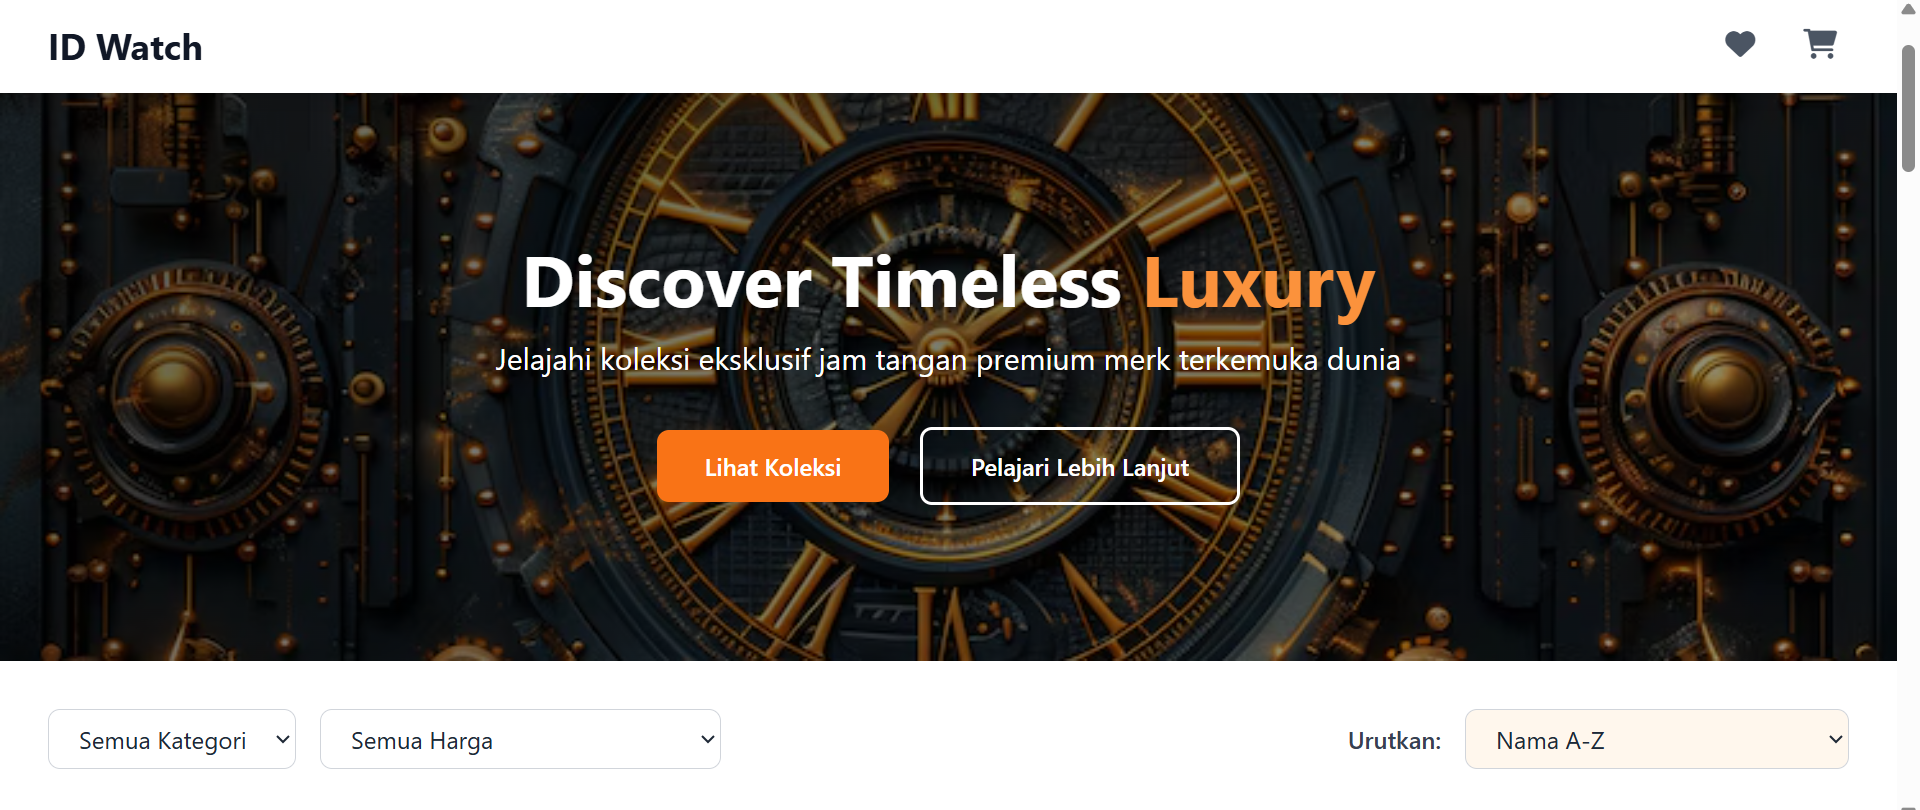 ID Watch
Discover Timeless Luxury
Jelajahi koleksi eksklusif jam tangan premium merk terkemuka dunia
Lihat Koleksi
Pelajari Lebih Lanjut
Semua Kategori
Semua Harga
Urutkan:
Nama A-Z